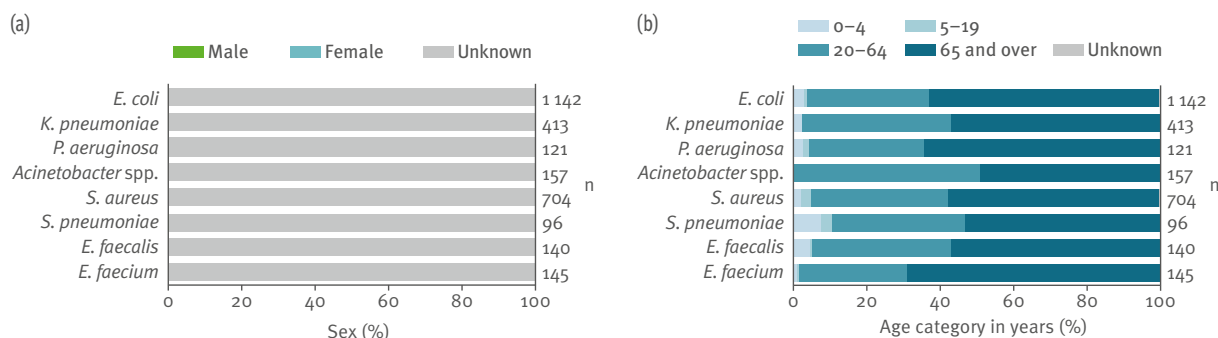 (a)
Male Female Unknown
E. coli 1 142
K. pneumoniae 413
P. aeruginosa 121
Acinetobacter spp. 157
n
S. aureus 704
S. pneumoniae 96
E. faecalis 140
E. faecium 145
0 20 40 60 80 100
Sex (%)
(b)
0–4 5–19
20–64 65 and over Unknown
E. coli 1 142
K. pneumoniae 413
P. aeruginosa 121
Acinetobacter spp. 157
n
S. aureus 704
S. pneumoniae 96
E. faecalis 140
E. faecium 145
0 20 40 60 80 100
Age category in years (%)